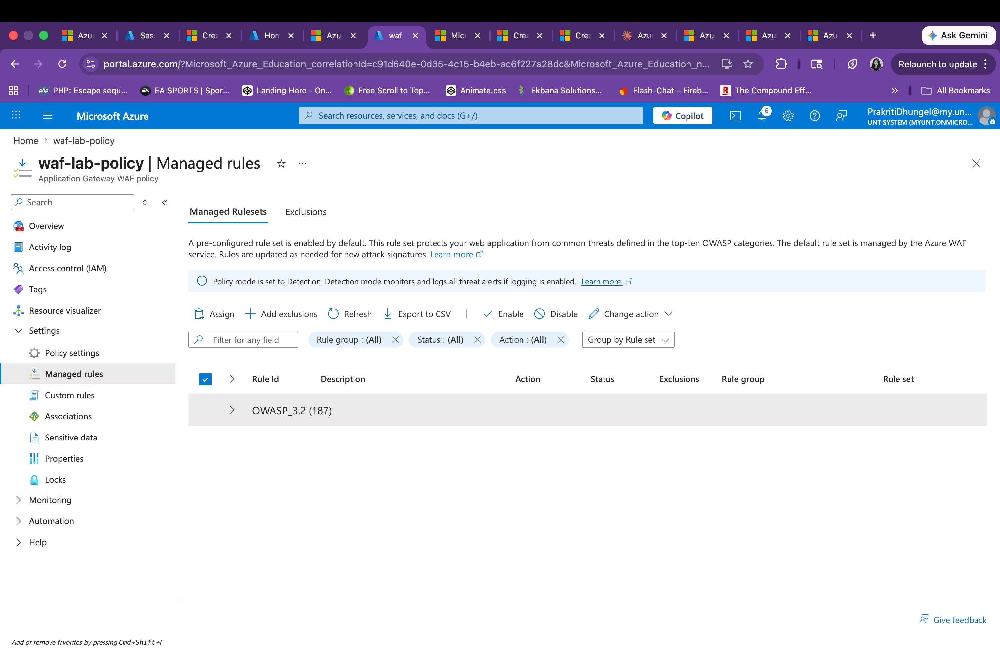 Azu
Ses
Cre
Hom
Azu
waf-
Micr
Crea
Crea
Azu
Azu
Azu
Azu
Ask Gemini
portal.azure.com/?Microsoft_Azure_Education_correlationId=c91d640e-0d35-4c15-b4eb-ac6f227a28dc&Microsoft_Azure_Education_n...
Relaunch to update
php PHP: Escape sequ...
EA SPORTS | Spor...
Landing Hero - On...
Free Scroll to Top...
Animate.css
Ekbana Solutions...
Flash-Chat – Fireb...
R The Compound Eff...
All Bookmarks
Microsoft Azure
Search resources, services, and docs (G+/)
Copilot
6
PrakritiDhungel@my.un...
UNT SYSTEM (MYUNT.ONMICRO...
Home > waf-lab-policy
waf-lab-policy | Managed rules
Application Gateway WAF policy
Search
Overview
Activity log
Access control (IAM)
Tags
Resource visualizer
Settings
Policy settings
Managed rules
Custom rules
Associations
Sensitive data
Properties
Locks
Monitoring
Automation
Help
Add or remove favorites by pressing Cmd+Shift+F
Managed Rulesets Exclusions
A pre-configured rule set is enabled by default. This rule set protects your web application from common threats defined in the top-ten OWASP categories. The default rule set is managed by the Azure WAF
service. Rules are updated as needed for new attack signatures. Learn more
Policy mode is set to Detection. Detection mode monitors and logs all threat alerts if logging is enabled. Learn more.
Assign Add exclusions Refresh Export to CSV | Enable Disable Change action
Filter for any field Rule group : (All) Status : (All) Action : (All) Group by Rule set
Rule Id Description Action Status Exclusions Rule group Rule set
OWASP_3.2 (187)
Give feedback